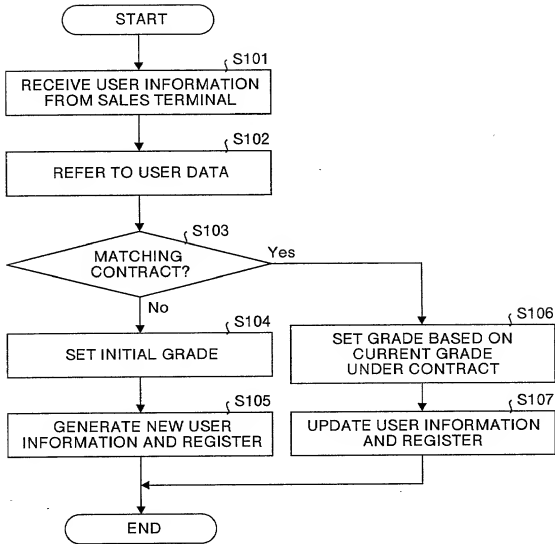 START
S101
RECEIVE USER INFORMATION
FROM SALES TERMINAL
S102
REFER TO USER DATA
S103
MATCHING
CONTRACT?
Yes
No
S104
SET INITIAL GRADE
S105
GENERATE NEW USER
INFORMATION AND REGISTER
S106
SET GRADE BASED ON
CURRENT GRADE
UNDER CONTRACT
S107
UPDATE USER INFORMATION
AND REGISTER
END